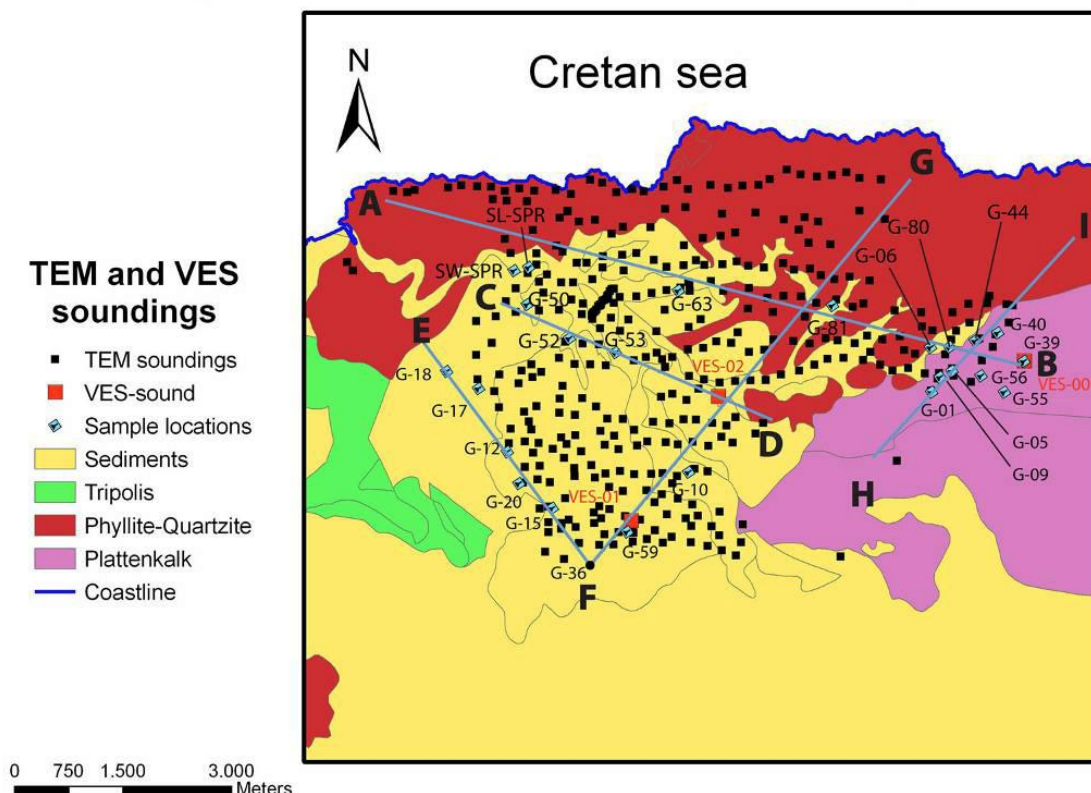 N
Cretan sea
G
A
SL-SPR
G-80
G-44
I
G-06
SW-SPR
TEM and VES
soundings
C
G-50
G-63
E
G-81
G-40
G-52
G-53
G-39
TEM soundings
VES-02
B
G-18
G-56
VES-00
VES-sound
G-17
G-01
G-55
Sample locations
D
G-05
G-12
Sediments
G-09
Tripolis
G-20
VES-01
G-10
H
Phyllite-Quartzite
G-15
Plattenkalk
G-59
G-36
Coastline
F
0 750 1.500 3.000
Meters